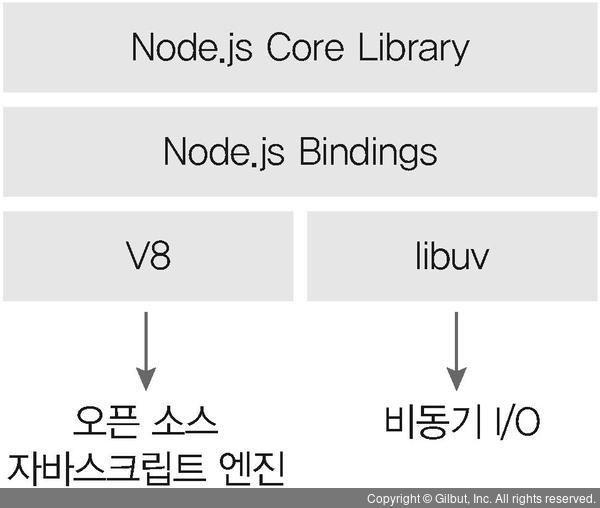 Node.js Core Library
Node.js Bindings
V8
libuv
오픈 소스
자바스크립트 엔진
비동기 I/O
Copyright © Gilbut, Inc. All rights reserved.